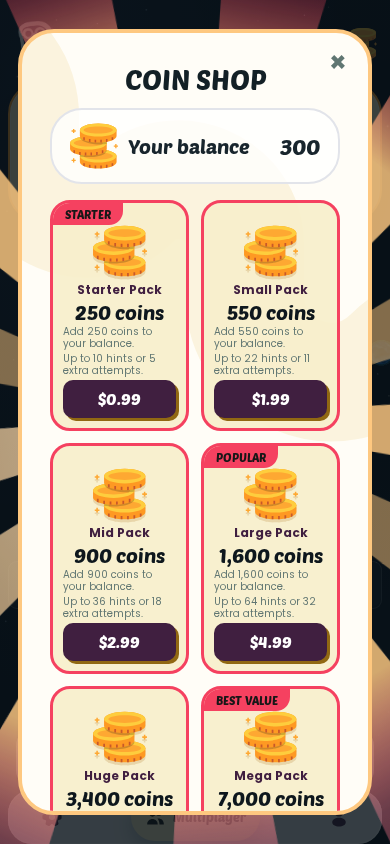 COIN SHOP
Your balance 300
STARTER
Starter Pack
250 coins
Add 250 coins to
your balance.
Up to 10 hints or 5
extra attempts.
$0.99
Small Pack
550 coins
Add 550 coins to
your balance.
Up to 22 hints or 11
extra attempts.
$1.99
Mid Pack
900 coins
Add 900 coins to
your balance.
Up to 36 hints or 18
extra attempts.
$2.99
POPULAR
Large Pack
1,600 coins
Add 1,600 coins to
your balance.
Up to 64 hints or 32
extra attempts.
$4.99
Huge Pack
3,400 coins
BEST VALUE
Mega Pack
7,000 coins
Multiplayer